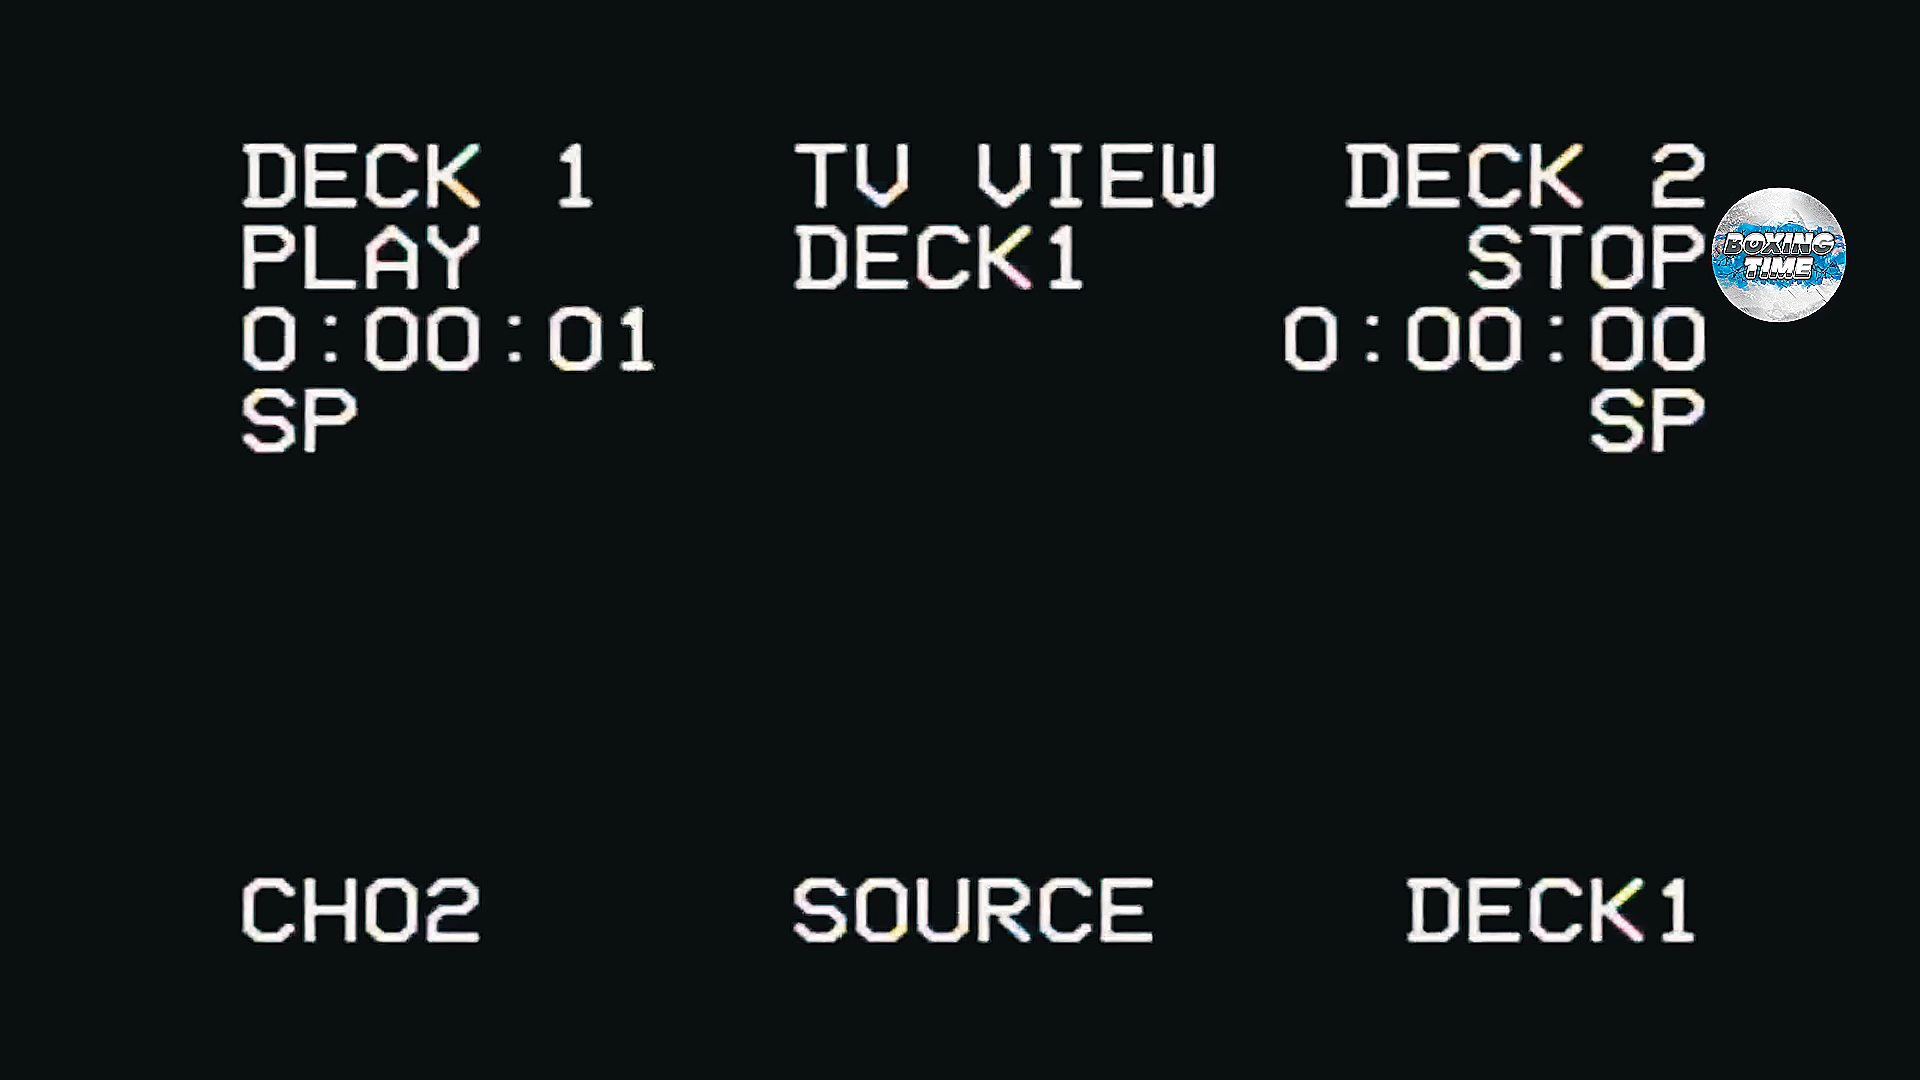 DECK 1 TV VIEW DECK 2
PLAY DECK1 STOP
0:00:01 0:00:00
SP SP
BOXING
TIME
CH02 SOURCE DECK1